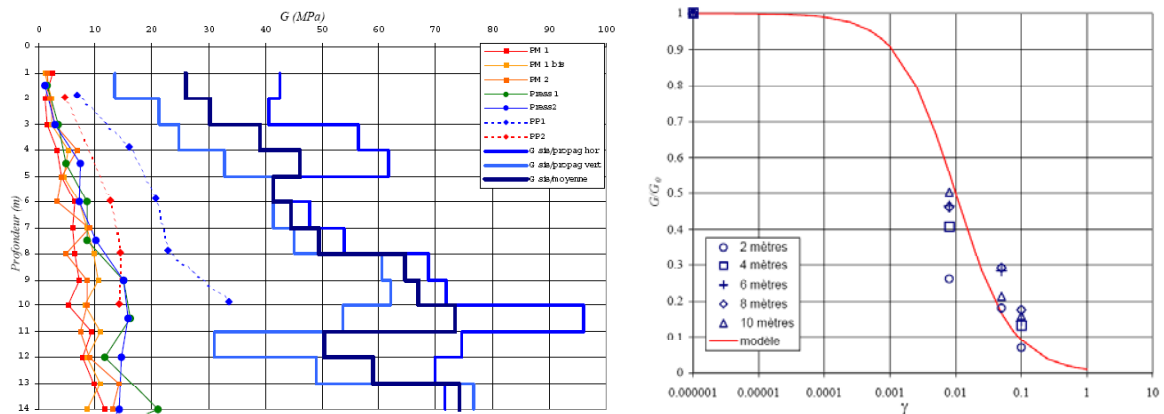 G (MPa)
0 10 20 30 40 50 60 70 80 90 100
0
1
2
3
4
5
6
7
8
9
10
11
12
13
14
Profondeur (m)
PM 1
PM 1 bis
PM 2
Press1
Press2
PP1
PP2
G sis/propag hor
G sis/propag vert
G sis/moyenne
1
0.9
0.8
0.7
0.6
0.5
0.4
0.3
0.2
0.1
0
G/G0
2 mètres
4 mètres
6 mètres
8 mètres
10 mètres
modèle
0.000001 0.00001 0.0001 0.001 0.01 0.1 1 10
γ